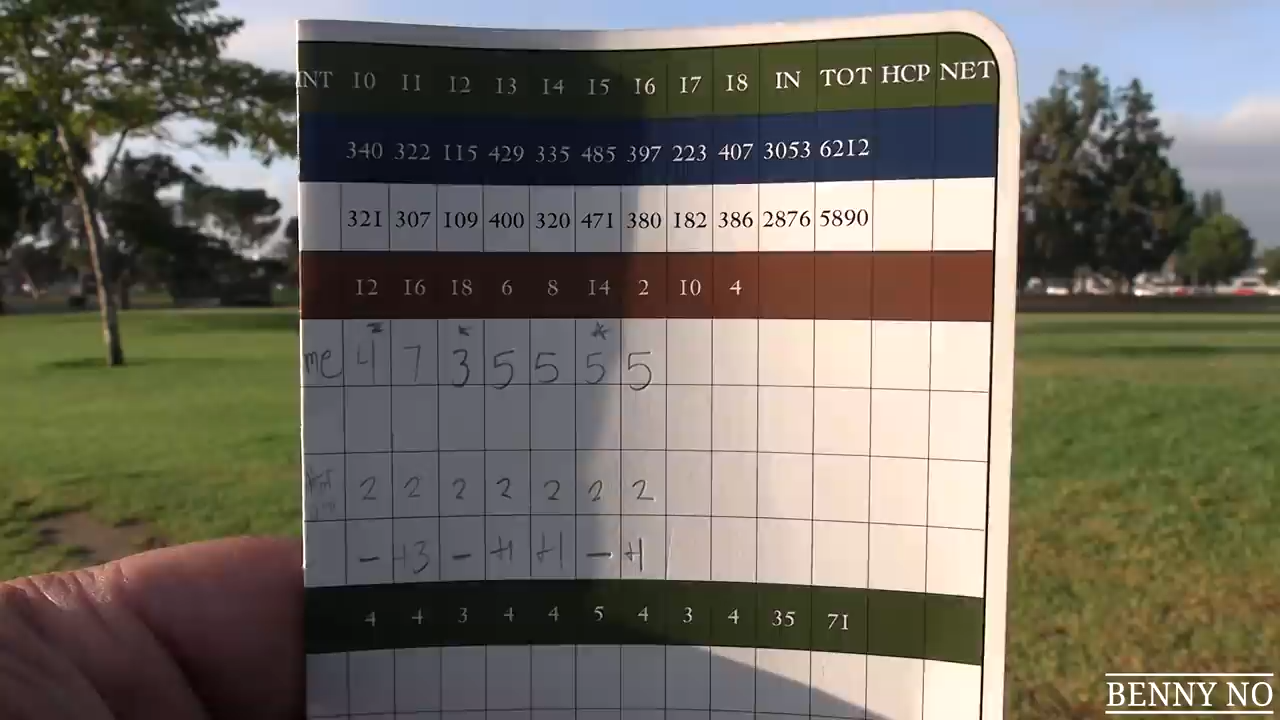 INT 10 11 12 13 14 15 16 17 18 IN TOT HCP NET
340 322 115 429 335 485 397 223 407 3053 6212
321 307 109 400 320 471 380 182 386 2876 5890
12 16 18 6 8 14 2 10 4
me 4 7 3 5 5 5 5
2 2 2 2 2 2 2
- +3 - +1 +1 - +1
4 4 3 4 4 5 4 3 4 35 71
BENNY NO